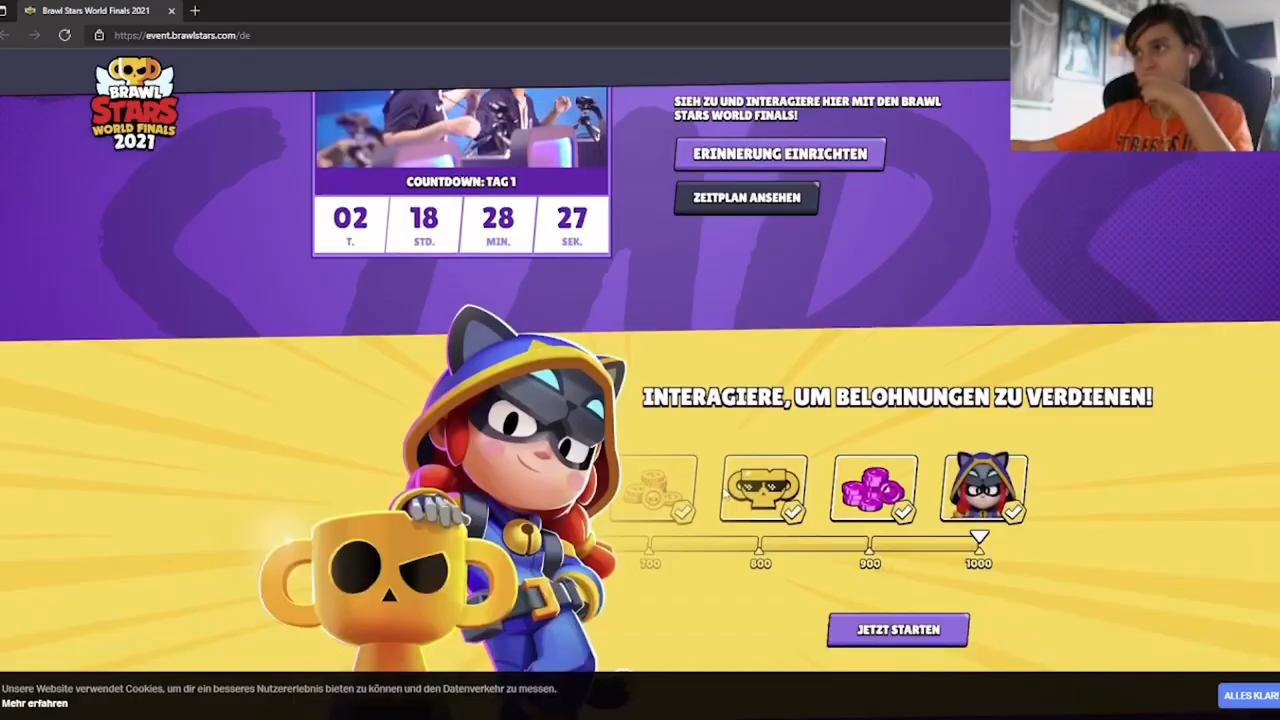 Brawl Stars World Finals 2021
https://event.brawlstars.com/de
BRAWL
STARS
WORLD FINALS
2021
SIEH ZU UND INTERAGIERE HIER MIT DEN BRAWL
STARS WORLD FINALS!
ERINNERUNG EINRICHTEN
ZEITPLAN ANSEHEN
COUNTDOWN: TAG 1
02 18 28 27
T. STD. MIN. SEK.
INTERAGIERE, UM BELOHNUNGEN ZU VERDIENEN!
700 800 900 1000
JETZT STARTEN
Unsere Website verwendet Cookies, um dir ein besseres Nutzererlebnis bieten zu können und den Datenverkehr zu messen.
Mehr erfahren
ALLES KLAR!